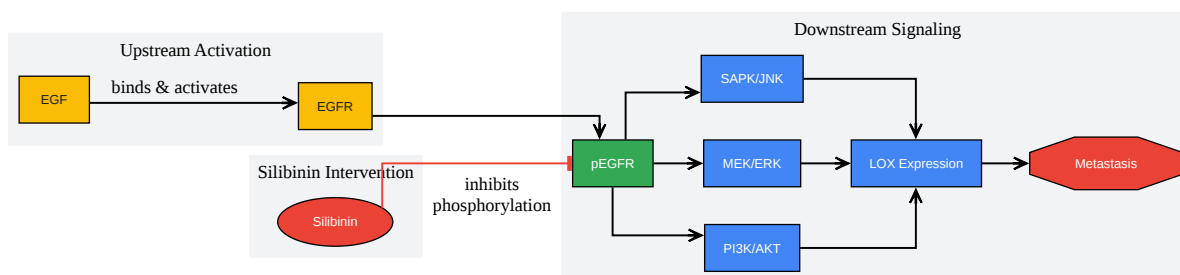 Upstream Activation
EGF
binds & activates
EGFR
Silibinin Intervention
Silibinin
inhibits
phosphorylation
Downstream Signaling
pEGFR
SAPK/JNK
MEK/ERK
PI3K/AKT
LOX Expression
Metastasis